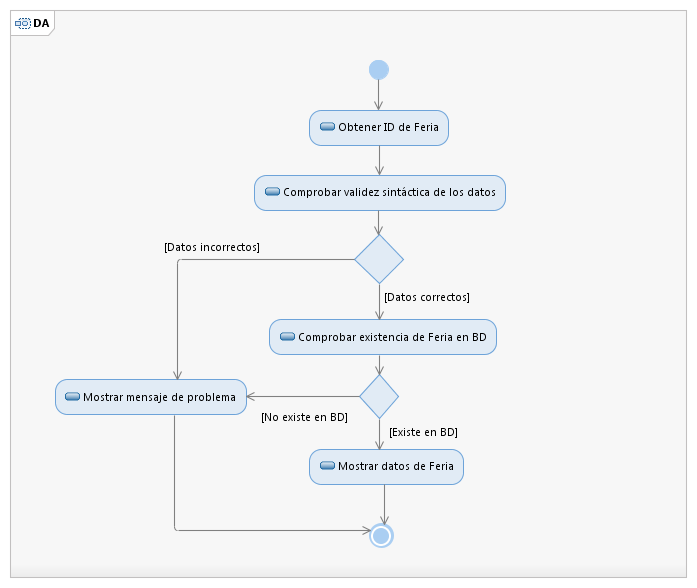 DA
Obtener ID de Feria
Comprobar validez sintáctica de los datos
[Datos incorrectos]
[Datos correctos]
Comprobar existencia de Feria en BD
Mostrar mensaje de problema
[No existe en BD]
[Existe en BD]
Mostrar datos de Feria